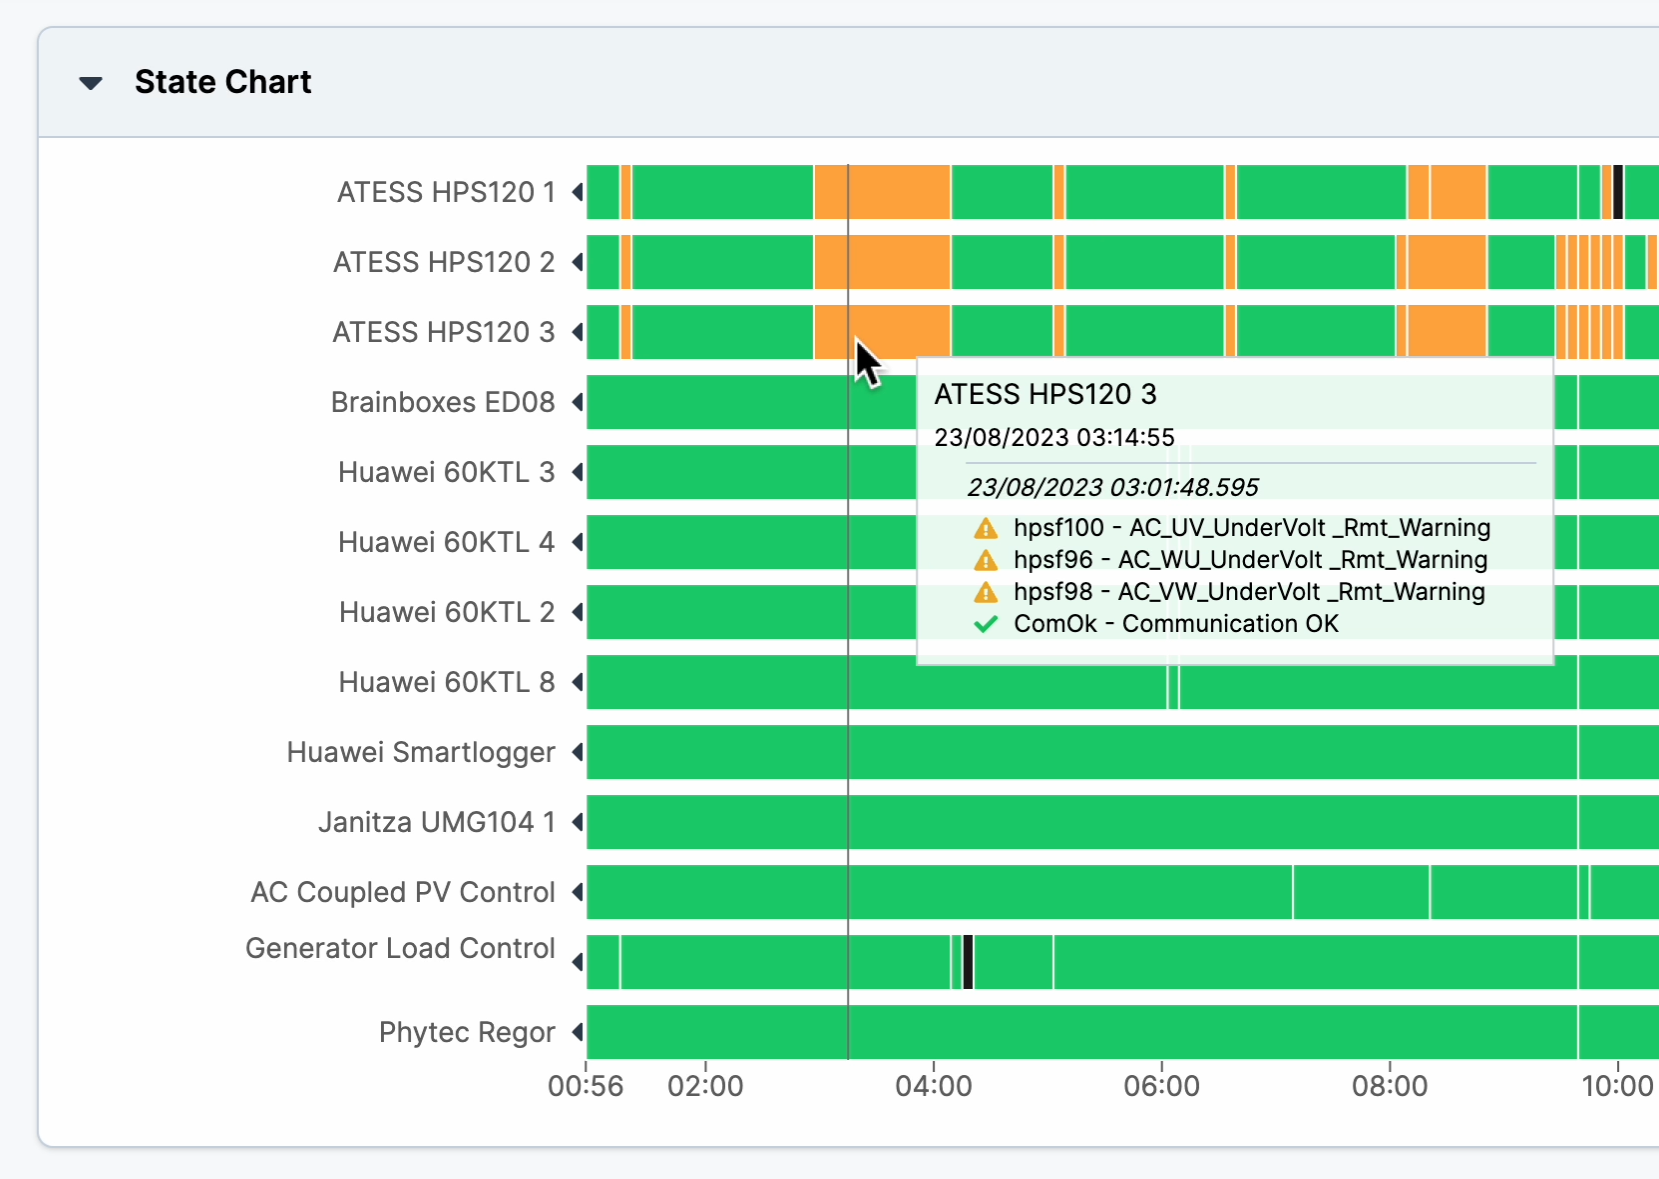 State Chart
ATESS HPS120 1
ATESS HPS120 2
ATESS HPS120 3
Brainboxes ED08
Huawei 60KTL 3
Huawei 60KTL 4
Huawei 60KTL 2
Huawei 60KTL 8
Huawei Smartlogger
Janitza UMG104 1
AC Coupled PV Control
Generator Load Control
Phytec Regor
ATESS HPS120 3
23/08/2023 03:14:55
23/08/2023 03:01:48.595
hpsf100 - AC_UV_UnderVolt _Rmt_Warning
hpsf96 - AC_WU_UnderVolt _Rmt_Warning
hpsf98 - AC_VW_UnderVolt _Rmt_Warning
ComOk - Communication OK
00:56 02:00 04:00 06:00 08:00 10:00